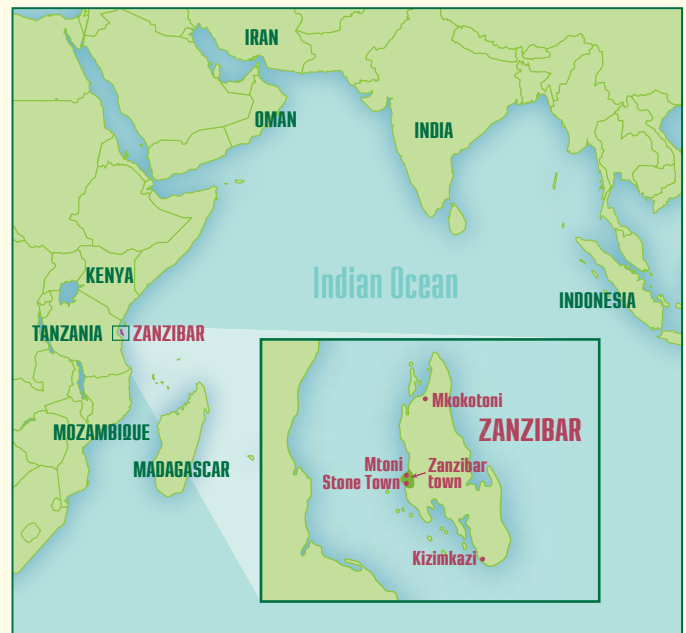 IRAN
OMAN
INDIA
KENYA
Indian Ocean
INDONESIA
TANZANIA
ZANZIBAR
MOZAMBIQUE
MADAGASCAR
Mkokotoni
ZANZIBAR
Mtoni
Zanzibar
town
Stone Town
Kizimkazi